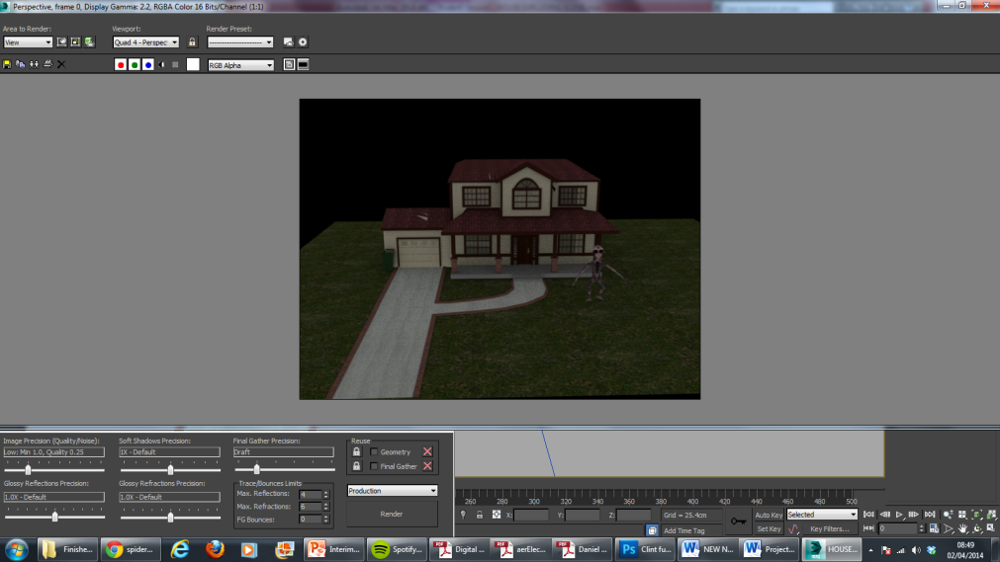 Perspective, frame 0, Display Gamma: 2.2, RGBA Color 16 Bits/Channel (1:1)
Area to Render: Viewport: Render Preset:
View Quad 4 - Perspec ----------------------
RGB Alpha
Image Precision (Quality/Noise): Soft Shadows Precision: Final Gather Precision: Reuse
Low: Min 1.0, Quality 0.25 1X - Default Draft Geometry
Final Gather
Glossy Reflections Precision: Glossy Refractions Precision: Trace/Bounces Limits
1.0X - Default 1.0X - Default Max. Reflections: 4 Production
Max. Refractions: 6
FG Bounces: 0 Render
260 280 300 320 340 360 380 400 420 440 460 480 500
X: Y: Z: Grid = 25.4cm Auto Key Selected
Add Time Tag Set Key Key Filters... 0
Finishe... spider... Interim... Spotify... Digital ... aerElec... Daniel ... Clint fu... NEW N... Project... HOUSE... 08:49
02/04/2014